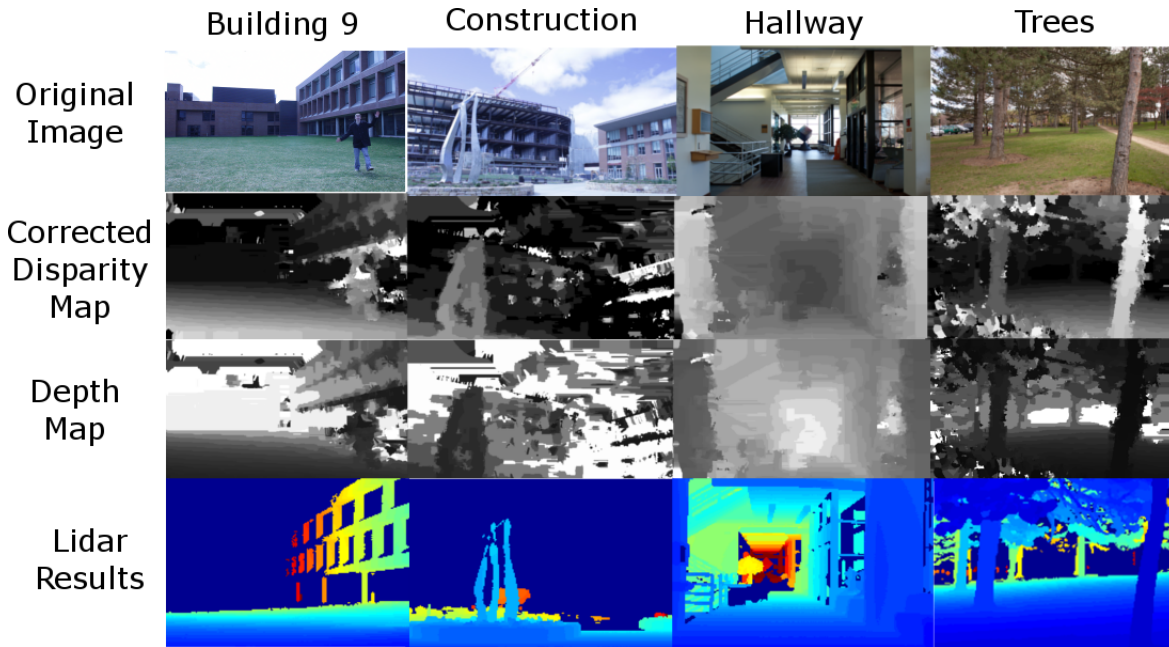 Building 9
Construction
Hallway
Trees
Original
Image
Corrected
Disparity
Map
Depth
Map
Lidar
Results